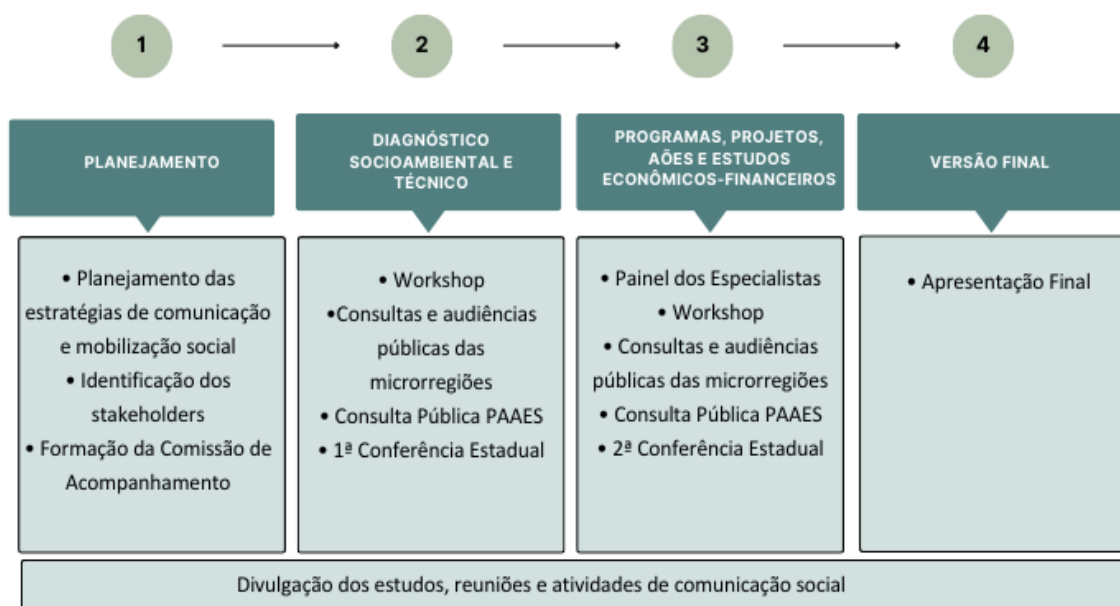 1
2
3
4
PLANEJAMENTO
• Planejamento das
estratégias de comunicação
e mobilização social
• Identificação dos
stakeholders
• Formação da Comissão de
Acompanhamento
DIAGNÓSTICO
SOCIOAMBIENTAL E
TÉCNICO
• Workshop
•Consultas e audiências
públicas das
microrregiões
• Consulta Pública PAAES
• 1ª Conferência Estadual
PROGRAMAS, PROJETOS,
AÕES E ESTUDOS
ECONÔMICOS-FINANCEIROS
• Painel dos Especialistas
• Workshop
• Consultas e audiências
públicas das microrregiões
• Consulta Pública PAAES
• 2ª Conferência Estadual
VERSÃO FINAL
• Apresentação Final
Divulgação dos estudos, reuniões e atividades de comunicação social